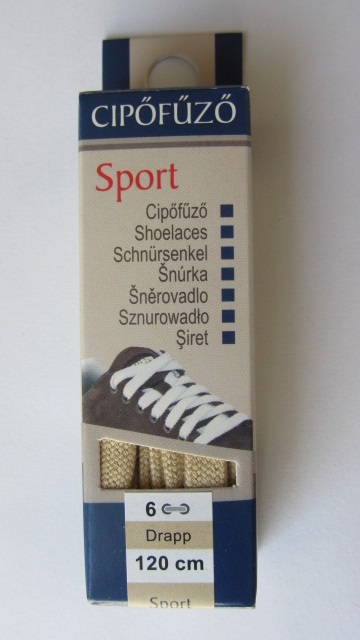 CIPŐFŰZŐ
Sport
Cipőfűző
Shoelaces
Schnürsenkel
Šnúrka
Šněrovadlo
Sznurowadło
Şiret
6
Drapp
120 cm
Sport